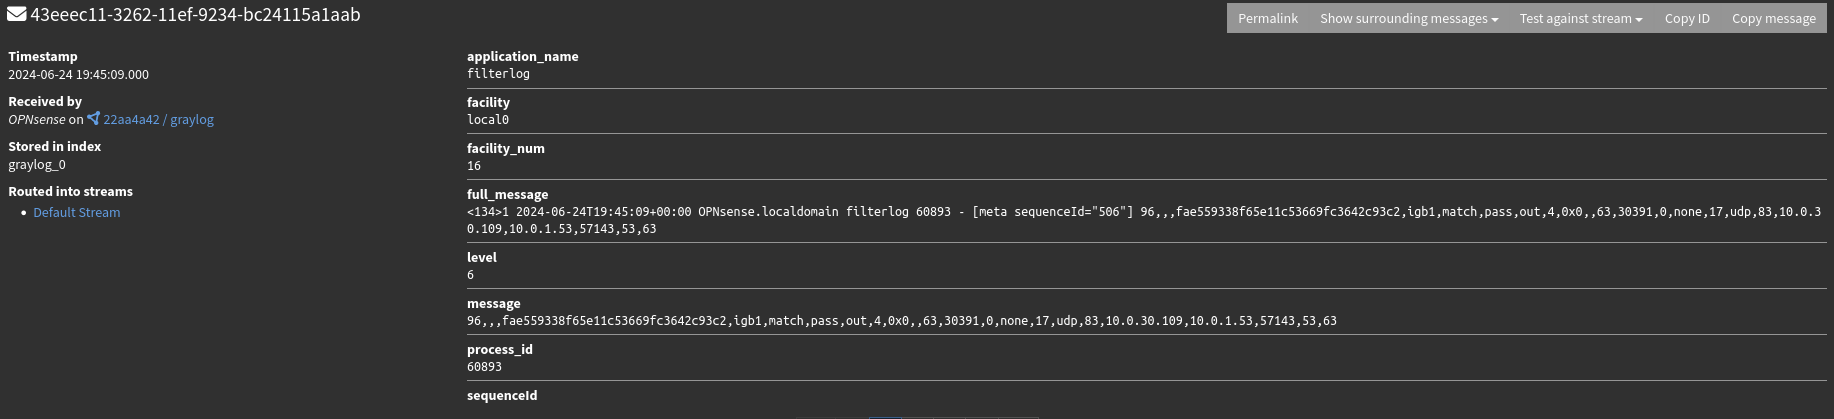 43eeec11-3262-11ef-9234-bc24115a1aab
Permalink
Show surrounding messages
Test against stream
Copy ID
Copy message
Timestamp
2024-06-24 19:45:09.000
Received by
OPNsense on 22aa4a42 / graylog
Stored in index
graylog_0
Routed into streams
Default Stream
application_name
filterlog
facility
local0
facility_num
16
full_message
<134>1 2024-06-24T19:45:09+00:00 OPNsense.localdomain filterlog 60893 - [meta sequenceId="506"] 96,,,fae559338f65e11c53669fc3642c93c2,igb1,match,pass,out,4,0x0,,63,30391,0,none,17,udp,83,10.0.3
0.109,10.0.1.53,57143,53,63
level
6
message
96,,,fae559338f65e11c53669fc3642c93c2,igb1,match,pass,out,4,0x0,,63,30391,0,none,17,udp,83,10.0.30.109,10.0.1.53,57143,53,63
process_id
60893
sequenceId